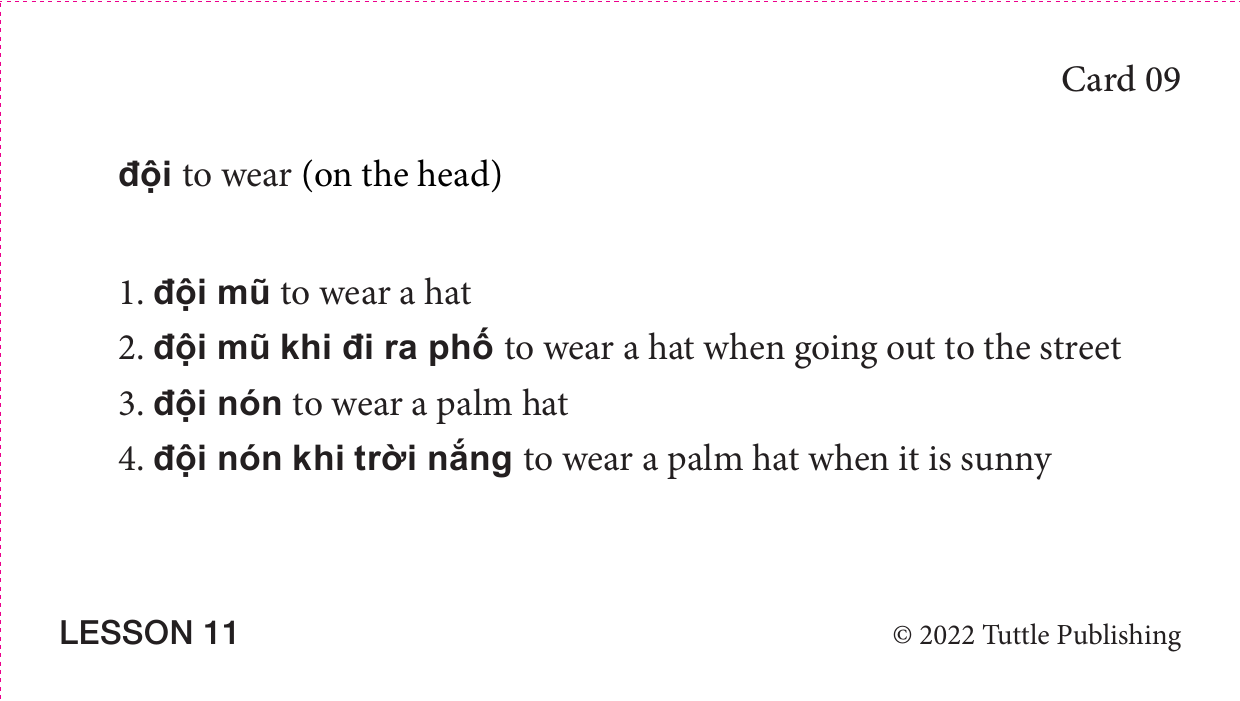 Card 09
đội to wear (on the head)
1. đội mũ to wear a hat
2. đội mũ khi đi ra phố to wear a hat when going out to the street
3. đội nón to wear a palm hat
4. đội nón khi trời nắng to wear a palm hat when it is sunny
LESSON 11
© 2022 Tuttle Publishing